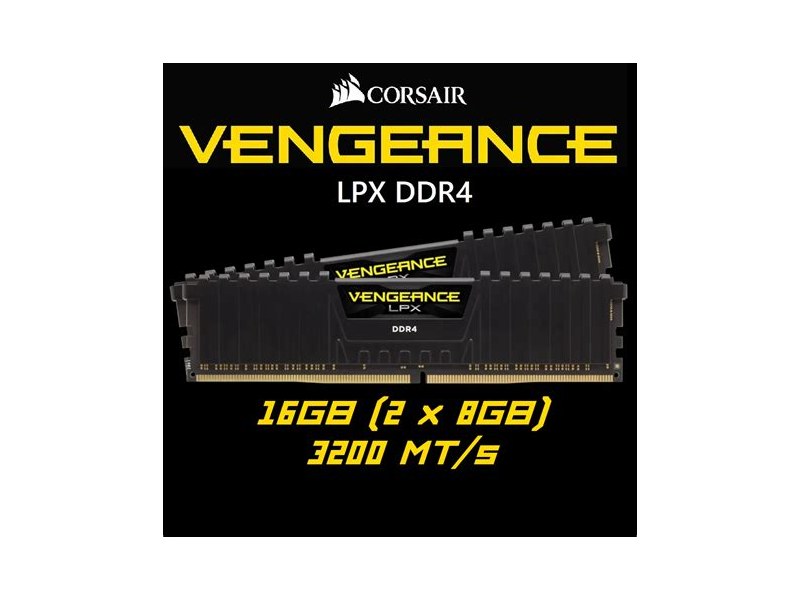 CORSAIR
VENGEANCE
LPX DDR4
VENGEANCE
VENGEANCE
LPX
DDR4
16GB (2 x 8GB)
3200 MT/s